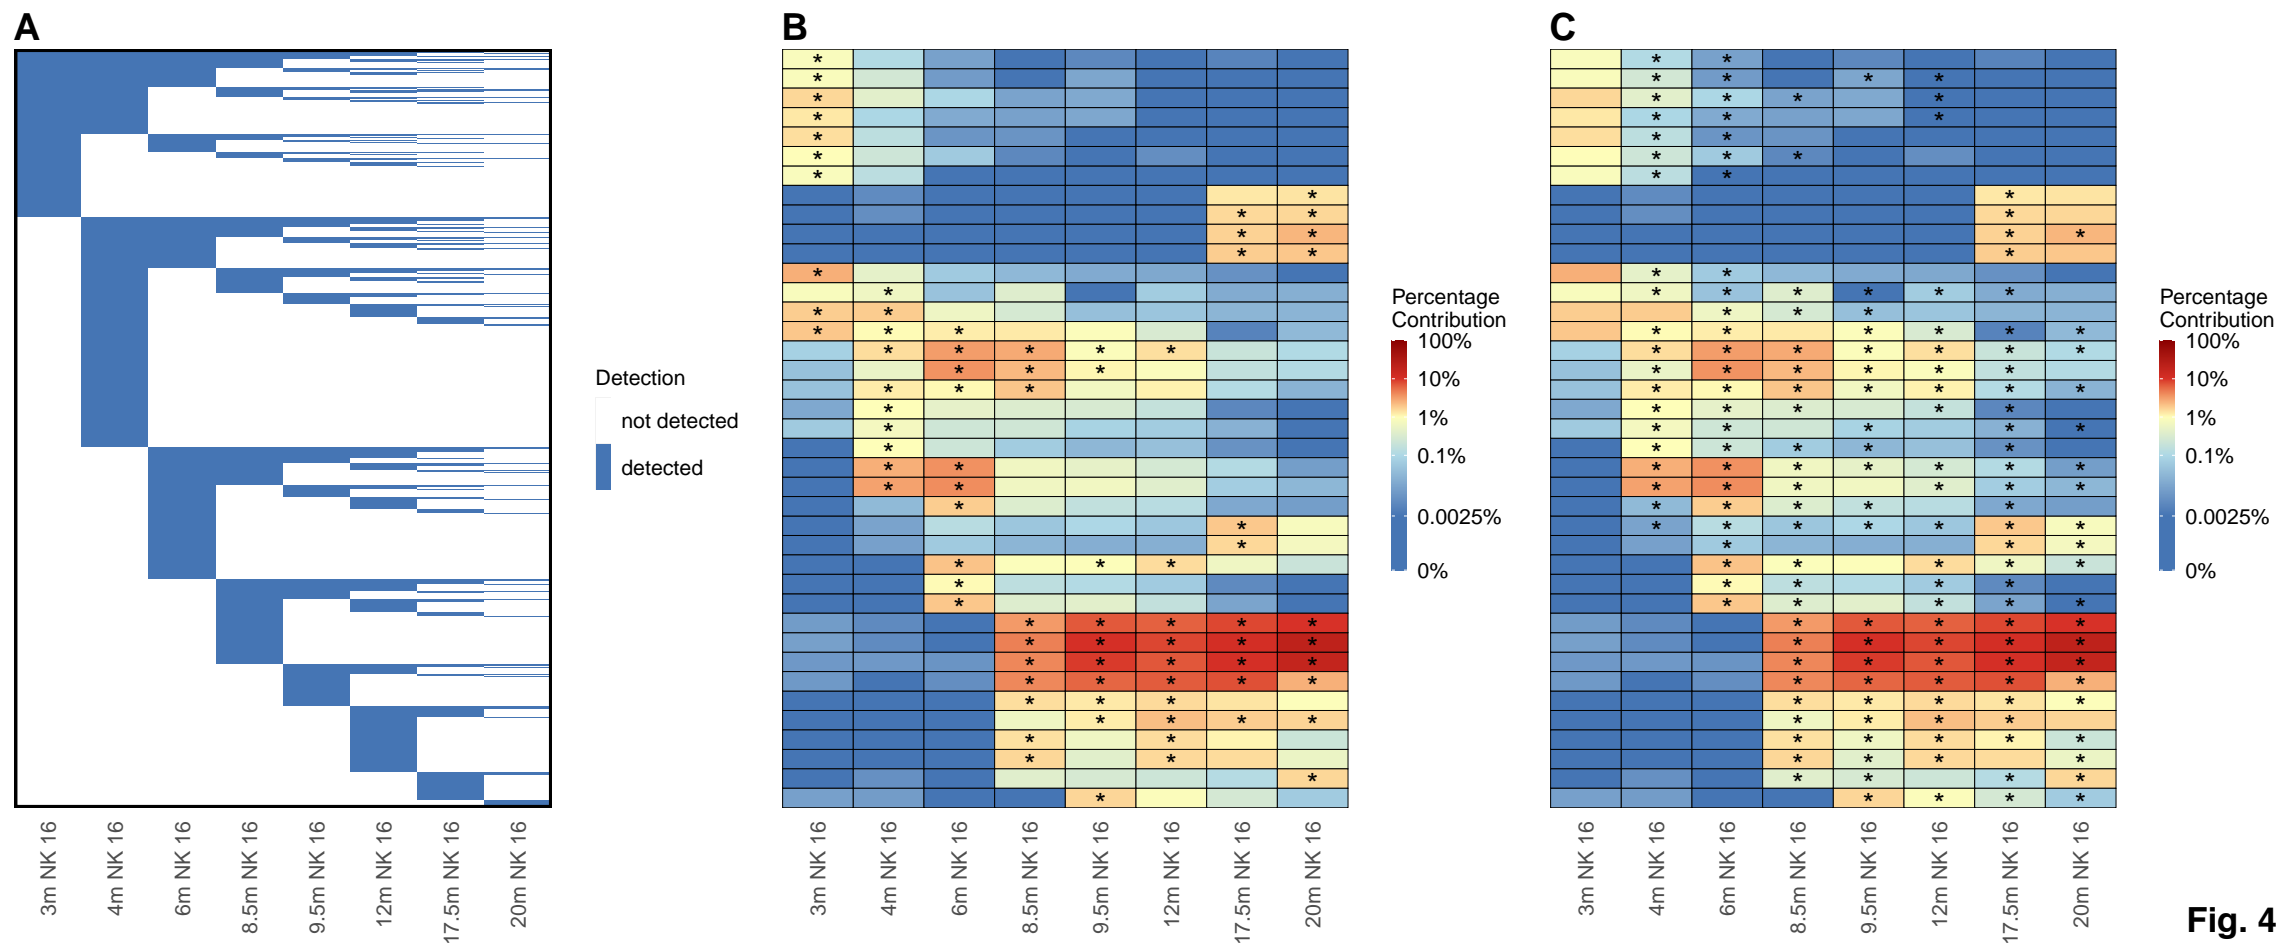 A
B
C
Detection
not detected
detected
Percentage
Contribution
100%
10%
1%
0.1%
0.0025%
0%
Percentage
Contribution
100%
10%
1%
0.1%
0.0025%
0%
3m NK 16
4m NK 16
6m NK 16
8.5m NK 16
9.5m NK 16
12m NK 16
17.5m NK 16
20m NK 16
3m NK 16
4m NK 16
6m NK 16
8.5m NK 16
9.5m NK 16
12m NK 16
17.5m NK 16
20m NK 16
3m NK 16
4m NK 16
6m NK 16
8.5m NK 16
9.5m NK 16
12m NK 16
17.5m NK 16
20m NK 16
Fig. 4